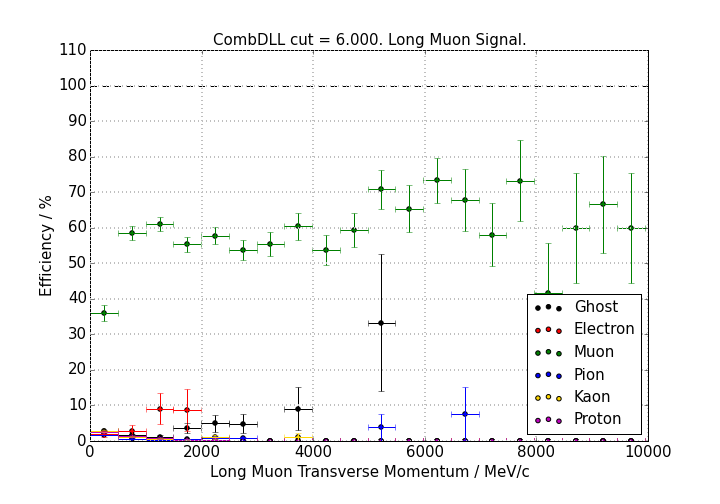 CombDLL cut = 6.000. Long Muon Signal.
110
100
90
80
70
60
50
40
30
20
10
0
Efficiency / %
Ghost
Electron
Muon
Pion
Kaon
Proton
0 2000 4000 6000 8000 10000
Long Muon Transverse Momentum / MeV/c